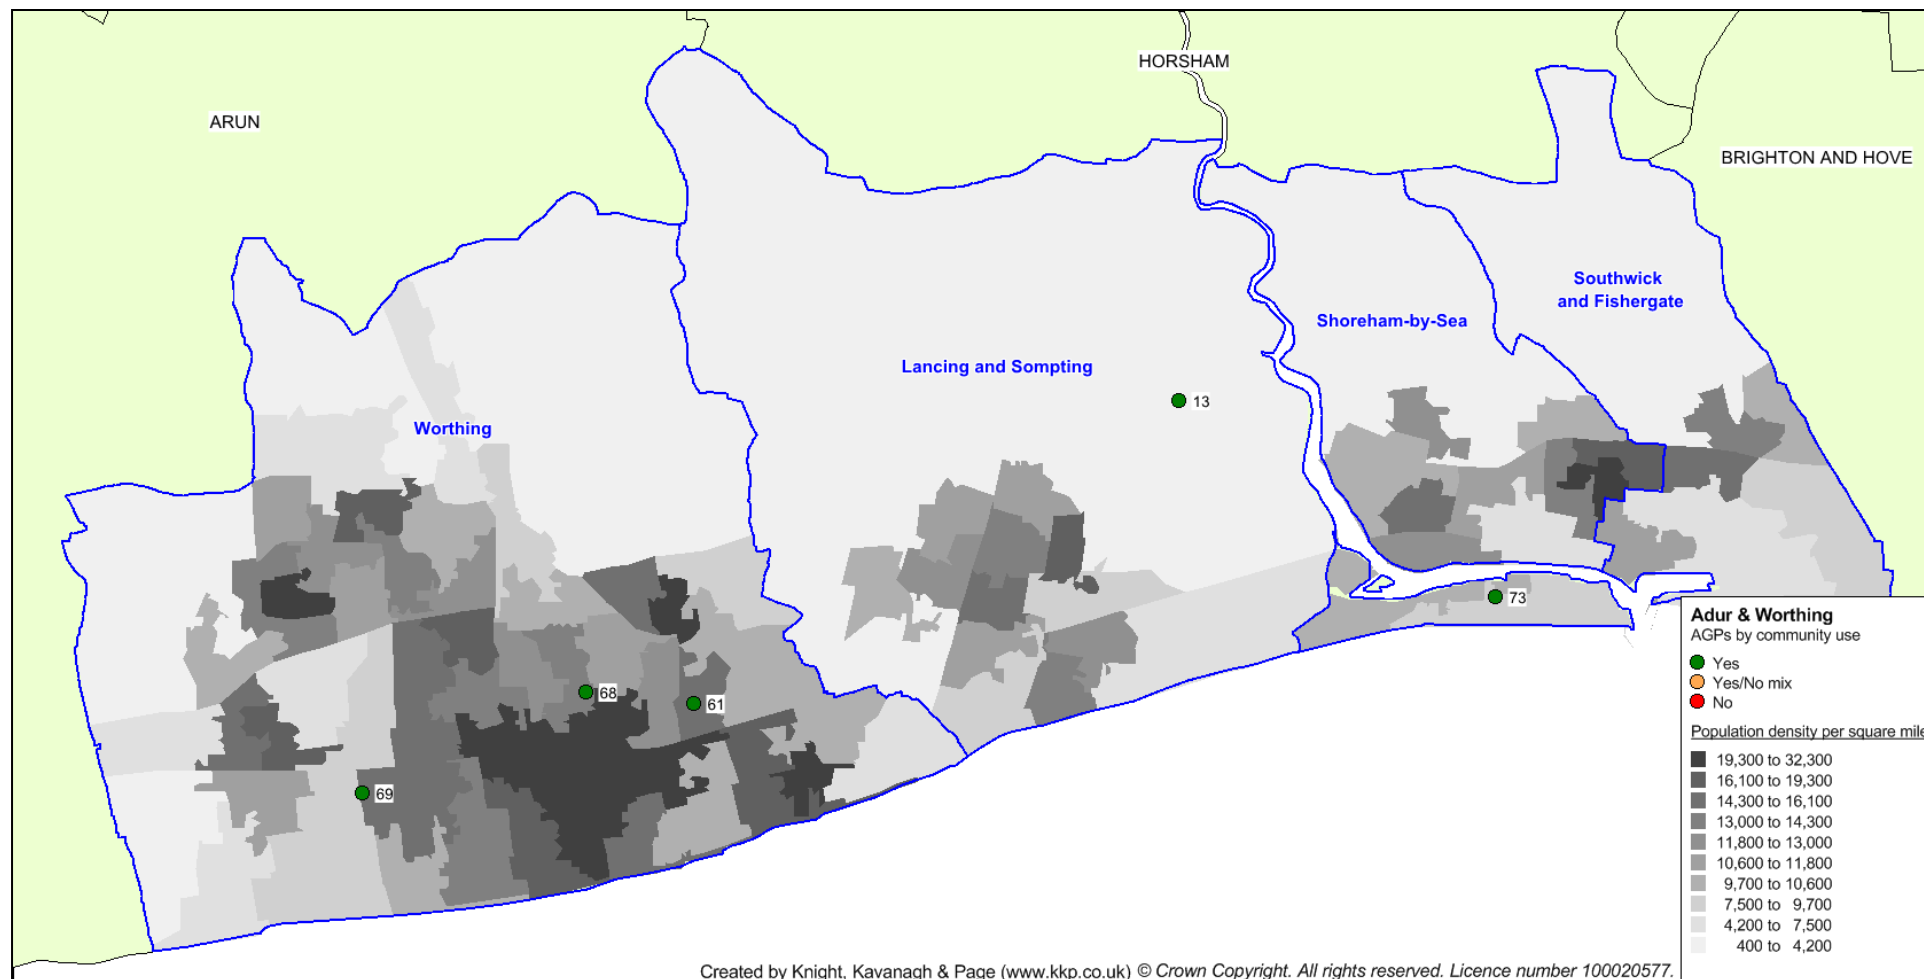 HORSHAM
ARUN
BRIGHTON AND HOVE
Southwick
and Fishergate
Shoreham-by-Sea
Lancing and Sompting
13
Worthing
73
68
61
69
Adur & Worthing
AGPs by community use
Yes
Yes/No mix
No
Population density per square mile
19,300 to 32,300
16,100 to 19,300
14,300 to 16,100
13,000 to 14,300
11,800 to 13,000
10,600 to 11,800
9,700 to 10,600
7,500 to 9,700
4,200 to 7,500
400 to 4,200
Created by Knight, Kavanagh & Page (www.kkp.co.uk) © Crown Copyright. All rights reserved. Licence number 100020577.